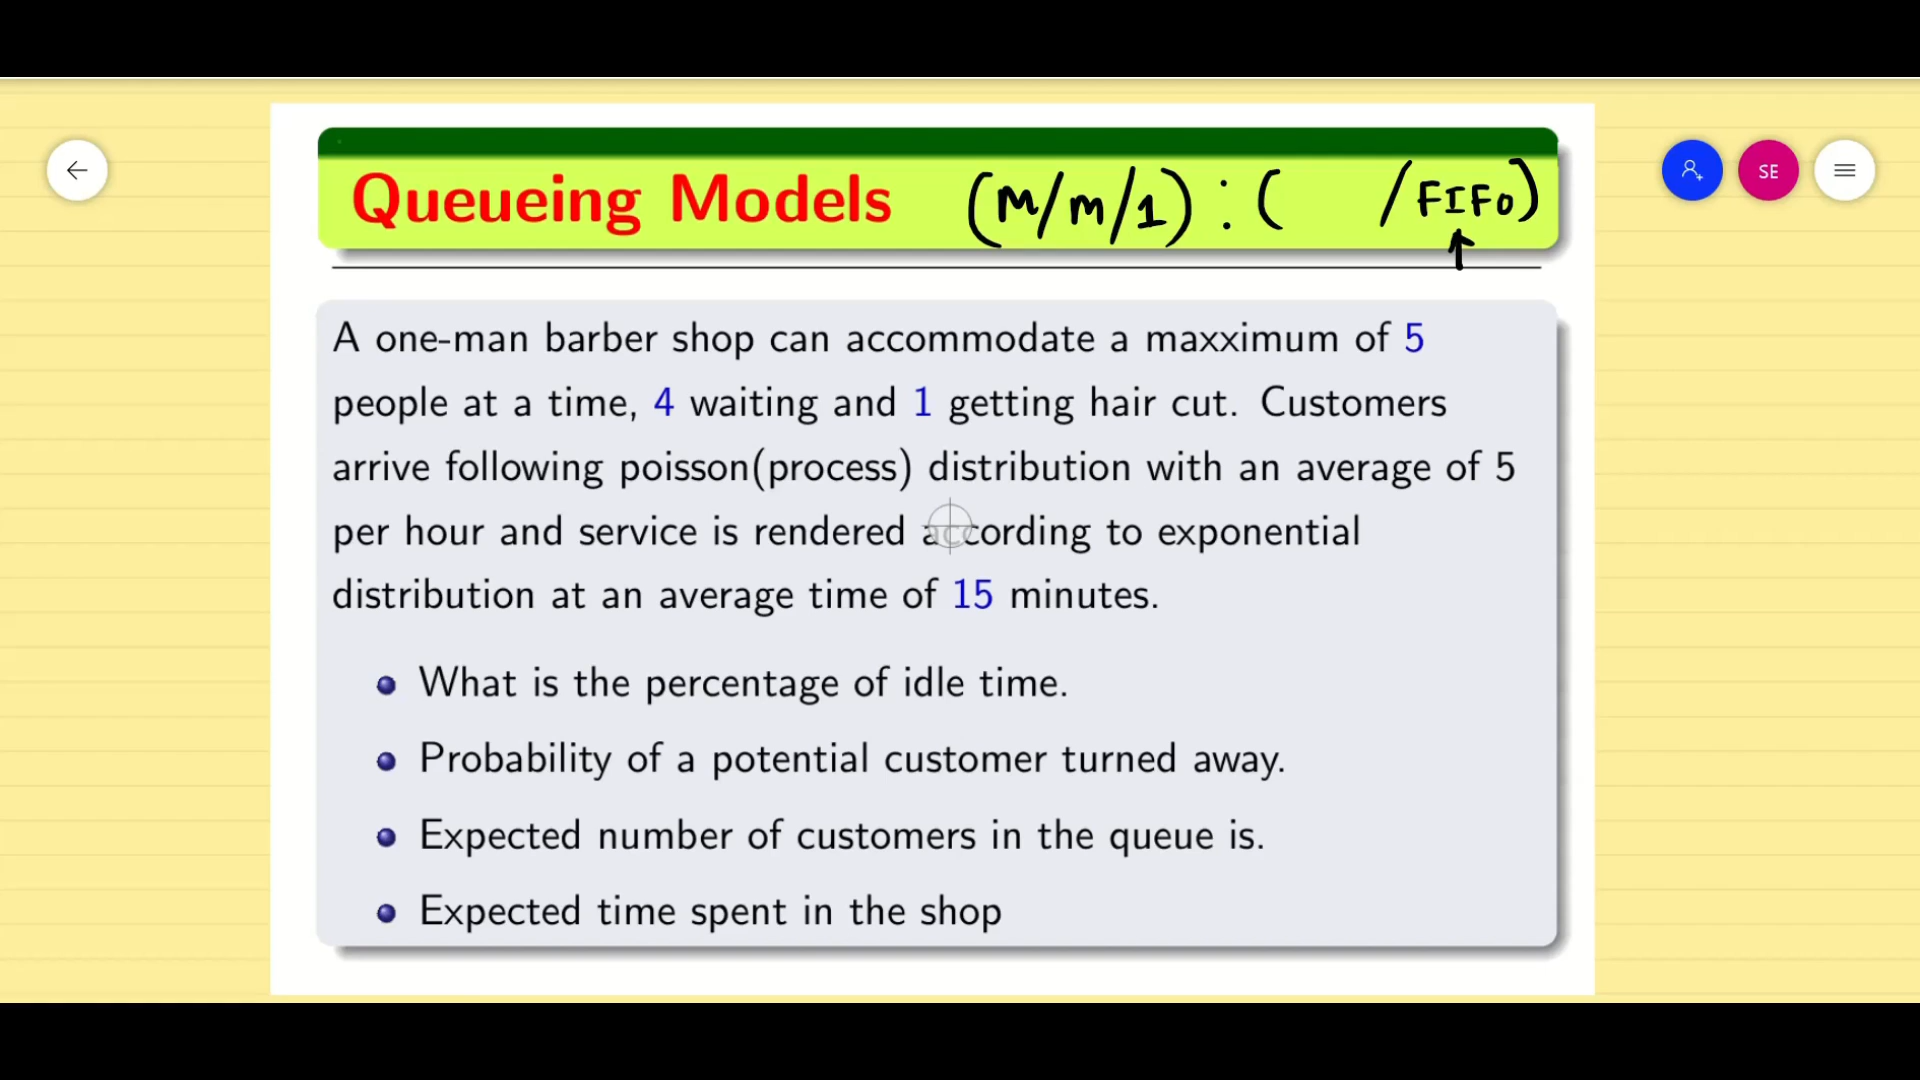 Queueing Models (M/M/1) : ( /FIFO)
SE
A one-man barber shop can accommodate a maxximum of 5
people at a time, 4 waiting and 1 getting hair cut. Customers
arrive following poisson(process) distribution with an average of 5
per hour and service is rendered according to exponential
distribution at an average time of 15 minutes.
What is the percentage of idle time.
Probability of a potential customer turned away.
Expected number of customers in the queue is.
Expected time spent in the shop